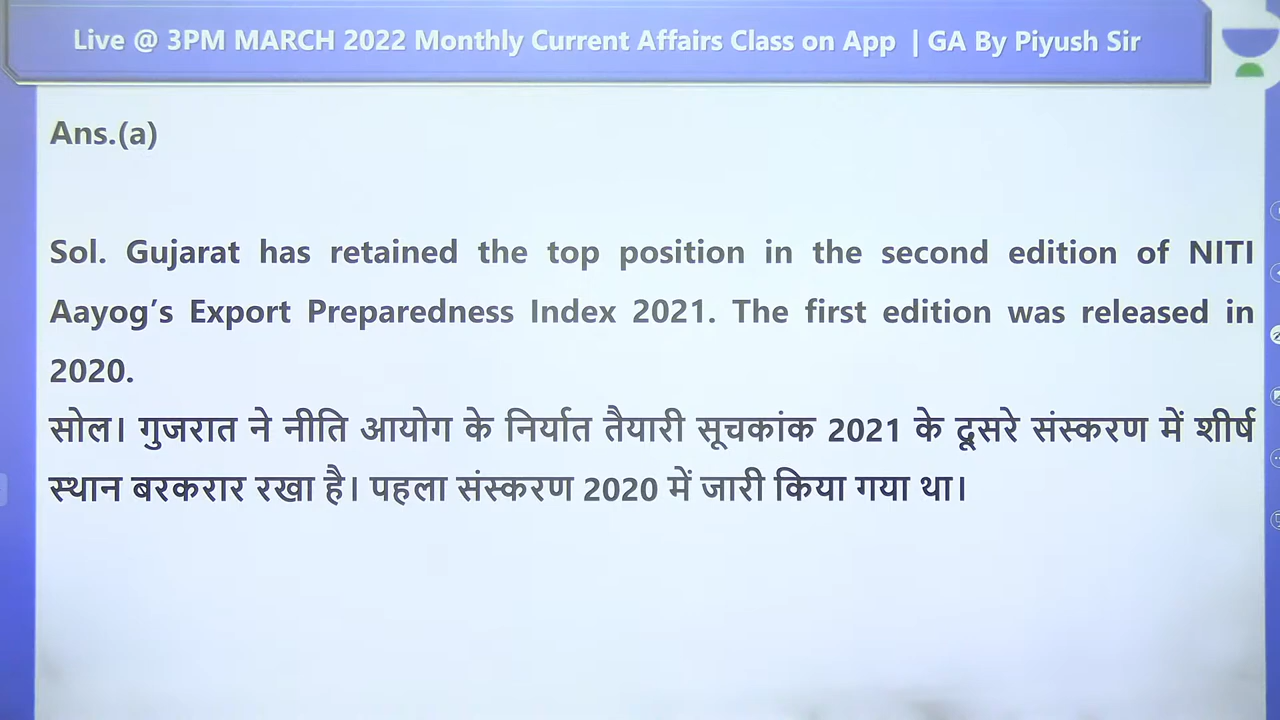 Live @ 3PM MARCH 2022 Monthly Current Affairs Class on App | GA By Piyush Sir
Ans.(a)
Sol. Gujarat has retained the top position in the second edition of NITI
Aayog’s Export Preparedness Index 2021. The first edition was released in
2020.
सोल। गुजरात ने नीति आयोग के निर्यात तैयारी सूचकांक 2021 के दूसरे संस्करण में शीर्ष
स्थान बरकरार रखा है। पहला संस्करण 2020 में जारी किया गया था।